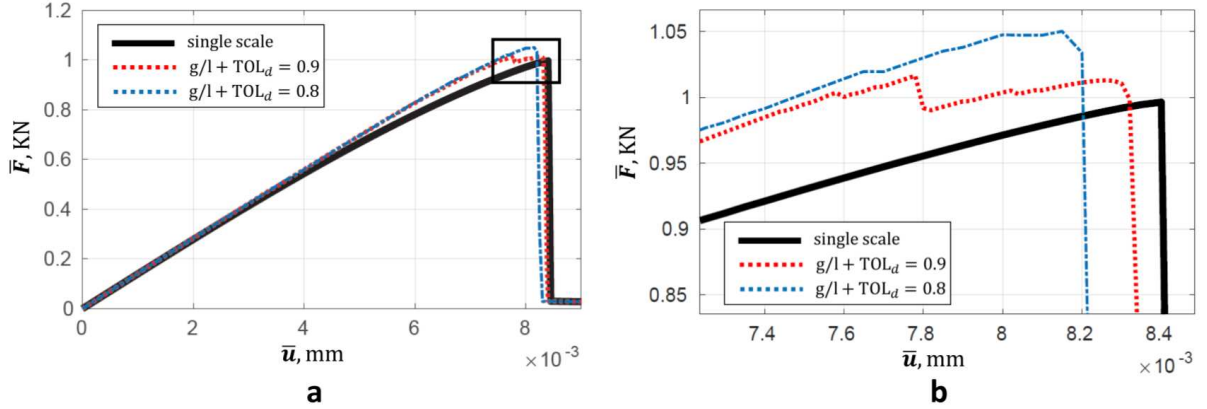 1.2
1
0.8
0.6
0.4
0.2
0
F̅, KN
single scale
g/l + TOL_d = 0.9
g/l + TOL_d = 0.8
0 2 4 6 8
u̅, mm
×10⁻³
a
1.05
1
0.95
0.9
0.85
F̅, KN
single scale
g/l + TOL_d = 0.9
g/l + TOL_d = 0.8
7.4 7.6 7.8 8 8.2 8.4
u̅, mm
×10⁻³
b